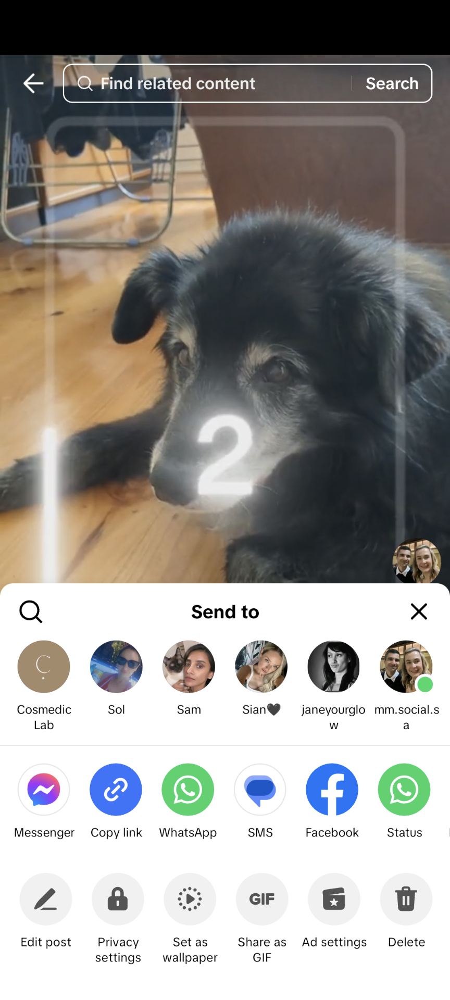 Find related content
Search
2
Send to
C
Cosmedic
Lab
Sol
Sam
Sian🖤
janeyourglo
w
mm.social.s
a
Messenger
Copy link
WhatsApp
SMS
Facebook
Status
Edit post
Privacy
settings
Set as
wallpaper
GIF
Share as
GIF
Ad settings
Delete